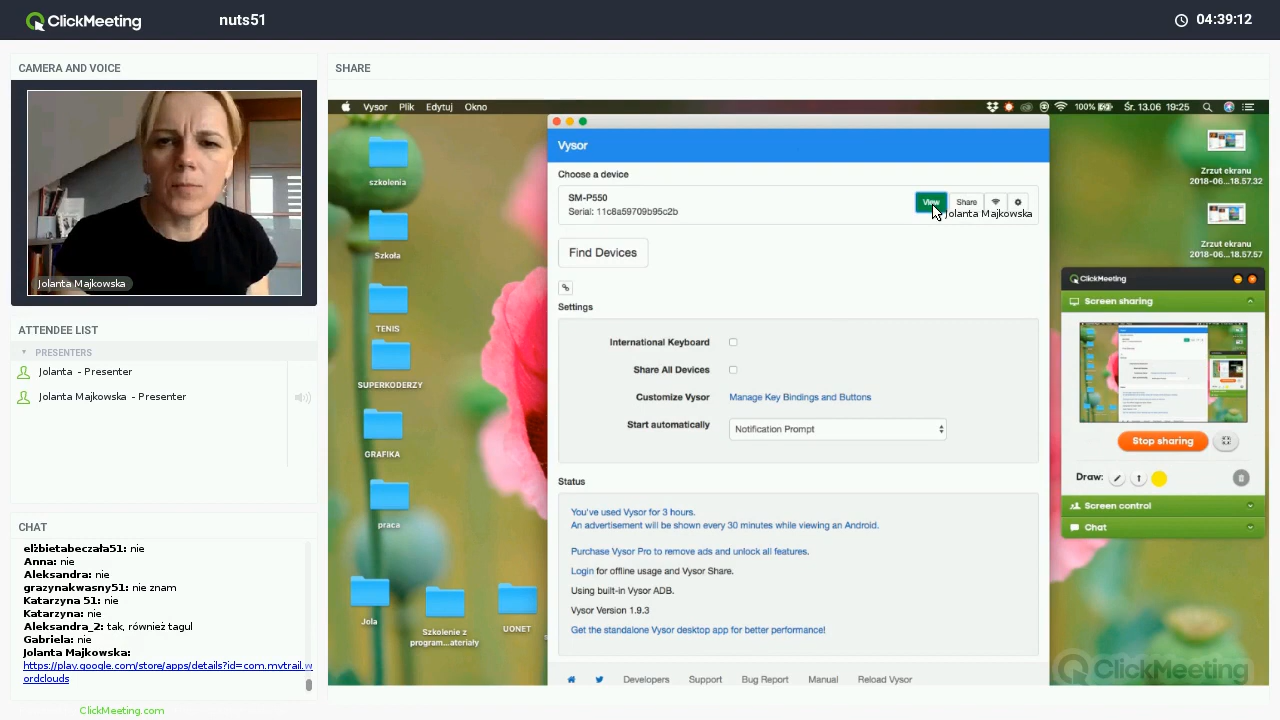 ClickMeeting
nuts51
04:39:12
CAMERA AND VOICE
Jolanta Majkowska
ATTENDEE LIST
PRESENTERS
Jolanta - Presenter
Jolanta Majkowska - Presenter
CHAT
elżbietabeczała51: nie
Anna: nie
Aleksandra: nie
grazynakwasny51: nie znam
Katarzyna 51: nie
Katarzyna: nie
Aleksandra_2: tak, również tagul
Gabriela: nie
Jolanta Majkowska:
https://play.google.com/store/apps/details?id=com.mvtrail.w
ordclouds
ClickMeeting.com
SHARE
Vysor Plik Edytuj Okno
100% Śr. 13.06 19:25
szkolenia
Szkoła
TENIS
SUPERKODERZY
GRAFIKA
praca
Jola
Szkolenie z
program...ateriały
UONET
Vysor
Choose a device
SM-P550
Serial: 11c8a59709b95c2b
View Share
Jolanta Majkowska
Find Devices
Settings
International Keyboard
Share All Devices
Customize Vysor Manage Key Bindings and Buttons
Start automatically Notification Prompt
Status
You've used Vysor for 3 hours.
An advertisement will be shown every 30 minutes while viewing an Android.
Purchase Vysor Pro to remove ads and unlock all features.
Login for offline usage and Vysor Share.
Using built-in Vysor ADB.
Vysor Version 1.9.3
Get the standalone Vysor desktop app for better performance!
Developers Support Bug Report Manual Reload Vysor
Zrzut ekranu
2018-06...18.57.32
Zrzut ekranu
2018-06...18.57.57
ClickMeeting
Screen sharing
Stop sharing
Draw:
Screen control
Chat
ClickMeeting